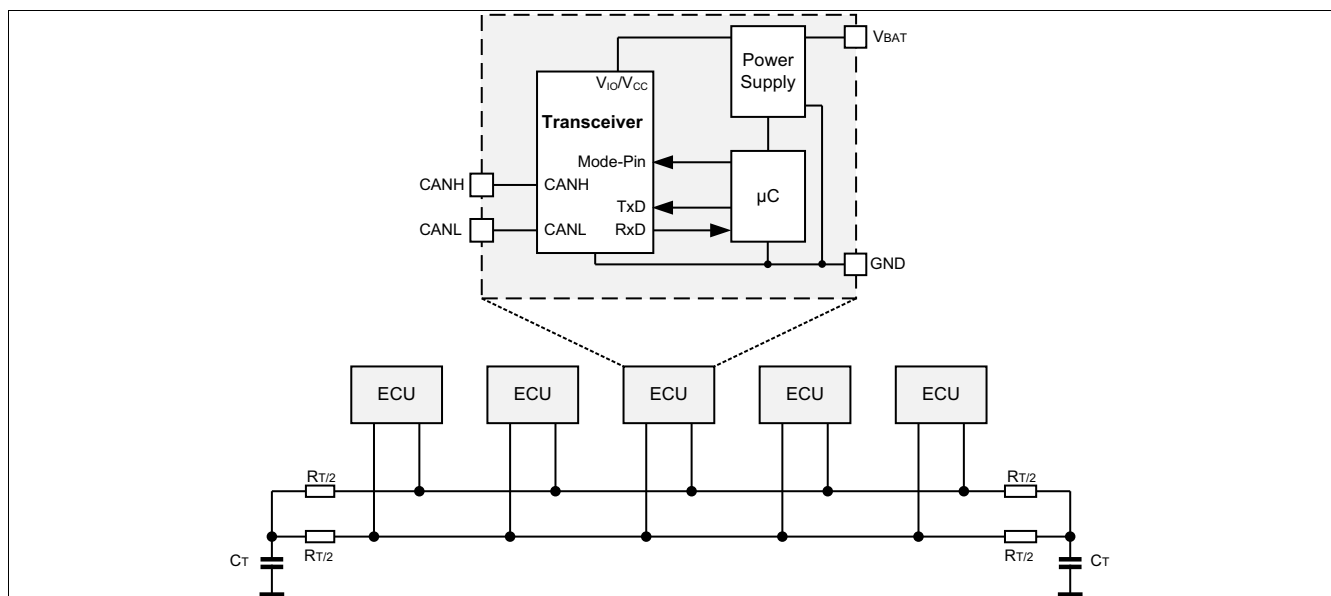 VBAT
Power
Supply
VIO/VCC
Transceiver
Mode-Pin
CANH
CANH
µC
TxD
CANL
CANL
RxD
GND
ECU
ECU
ECU
ECU
ECU
RT/2
RT/2
RT/2
RT/2
CT
CT